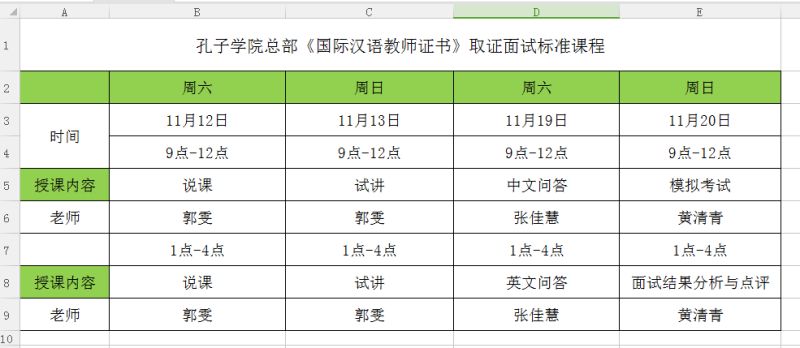 A B C D E
1 孔子学院总部《国际汉语教师证书》取证面试标准课程
2 周六 周日 周六 周日
3 时间 11月12日 11月13日 11月19日 11月20日
4 9点-12点 9点-12点 9点-12点 9点-12点
5 授课内容 说课 试讲 中文问答 模拟考试
6 老师 郭雯 郭雯 张佳慧 黄清青
7 1点-4点 1点-4点 1点-4点 1点-4点
8 授课内容 说课 试讲 英文问答 面试结果分析与点评
9 老师 郭雯 郭雯 张佳慧 黄清青
10